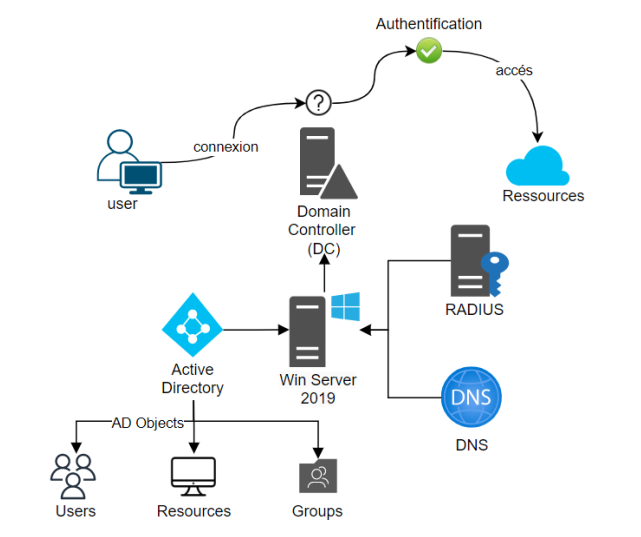 Authentification
accés
connexion
?
user
Ressources
Domain
Controller
(DC)
RADIUS
Active
Directory
Win Server
2019
DNS
DNS
AD Objects
Users
Resources
Groups